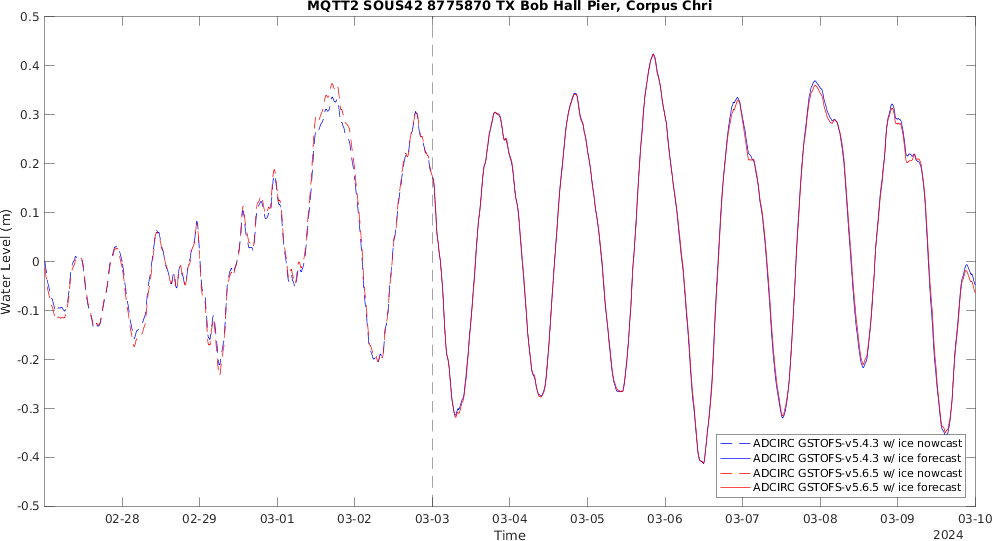 MQTT2 SOUS42 8775870 TX Bob Hall Pier, Corpus Chri
0.5
0.4
0.3
0.2
0.1
0
-0.1
-0.2
-0.3
-0.4
-0.5
Water Level (m)
ADCIRC GSTOFS-v5.4.3 w/ ice nowcast
ADCIRC GSTOFS-v5.4.3 w/ ice forecast
ADCIRC GSTOFS-v5.6.5 w/ ice nowcast
ADCIRC GSTOFS-v5.6.5 w/ ice forecast
02-28 02-29 03-01 03-02 03-03 03-04 03-05 03-06 03-07 03-08 03-09 03-10
Time
2024